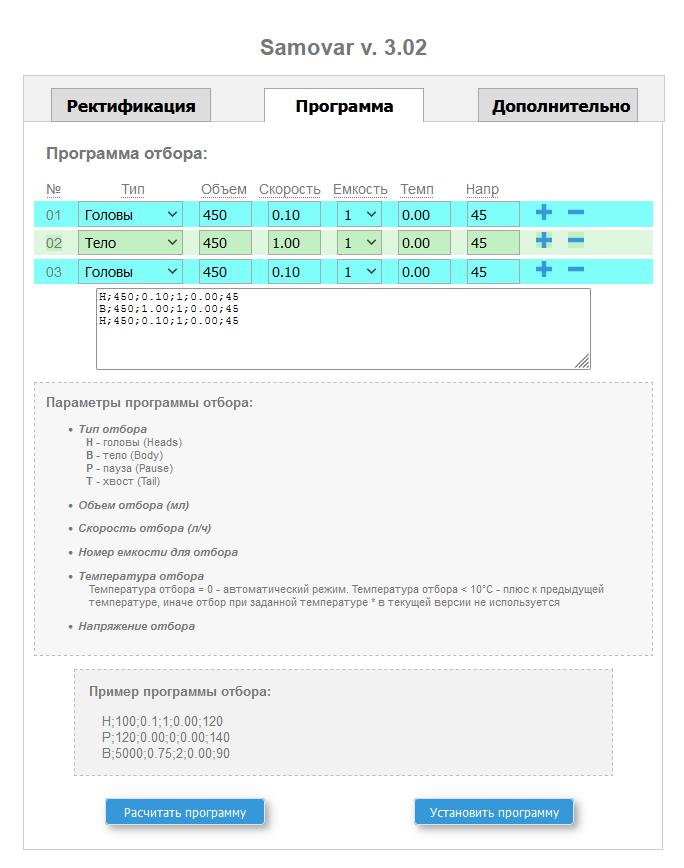 Samovar v. 3.02
Ректификация Программа Дополнительно
Программа отбора:
№ Тип Объем Скорость Емкость Темп Напр
01 Головы 450 0.10 1 0.00 45
02 Тело 450 1.00 1 0.00 45
03 Головы 450 0.10 1 0.00 45
H;450;0.10;1;0.00;45
B;450;1.00;1;0.00;45
H;450;0.10;1;0.00;45
Параметры программы отбора:
• Тип отбора
H - головы (Heads)
B - тело (Body)
P - пауза (Pause)
T - хвост (Tail)
• Объем отбора (мл)
• Скорость отбора (л/ч)
• Номер емкости для отбора
• Температура отбора
Температура отбора = 0 - автоматический режим. Температура отбора < 10°C - плюс к предыдущей
температуре, иначе отбор при заданной температуре * в текущей версии не используется
• Напряжение отбора
Пример программы отбора:
H;100;0.1;1;0.00;120
P;120;0.00;0;0.00;140
B;5000;0.75;2;0.00;90
Расчитать программу Установить программу